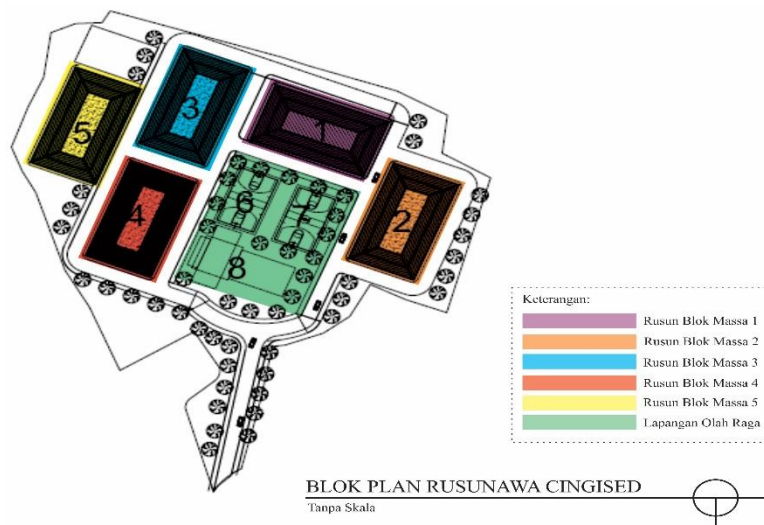 3
1
5
6
7
4
2
8
Keterangan:
Rusun Blok Massa 1
Rusun Blok Massa 2
Rusun Blok Massa 3
Rusun Blok Massa 4
Rusun Blok Massa 5
Lapangan Olah Raga
BLOK PLAN RUSUNAWA CINGISED
Tanpa Skala